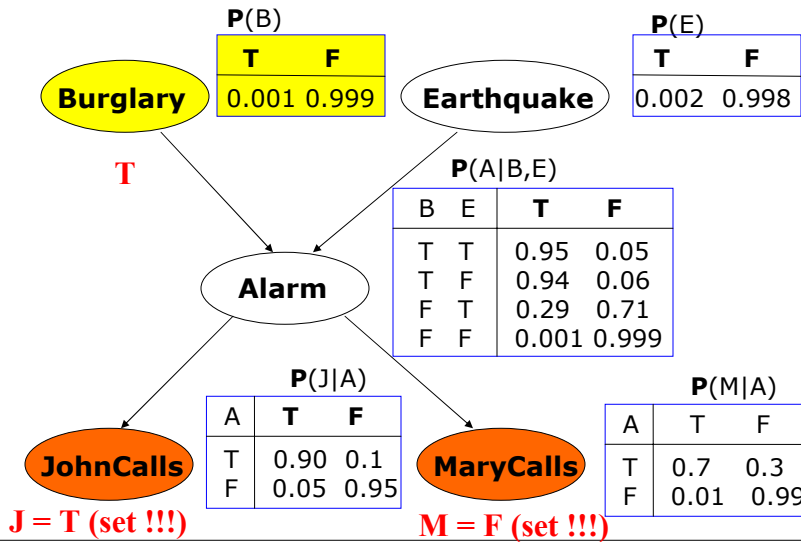 P(B)
T F
0.001 0.999
P(E)
T F
0.002 0.998
Burglary
Earthquake
T
P(A|B,E)
B E T F
T T 0.95 0.05
T F 0.94 0.06
F T 0.29 0.71
F F 0.001 0.999
Alarm
P(J|A)
A T F
T 0.90 0.1
F 0.05 0.95
P(M|A)
A T F
T 0.7 0.3
F 0.01 0.99
JohnCalls
MaryCalls
J = T (set !!!)
M = F (set !!!)